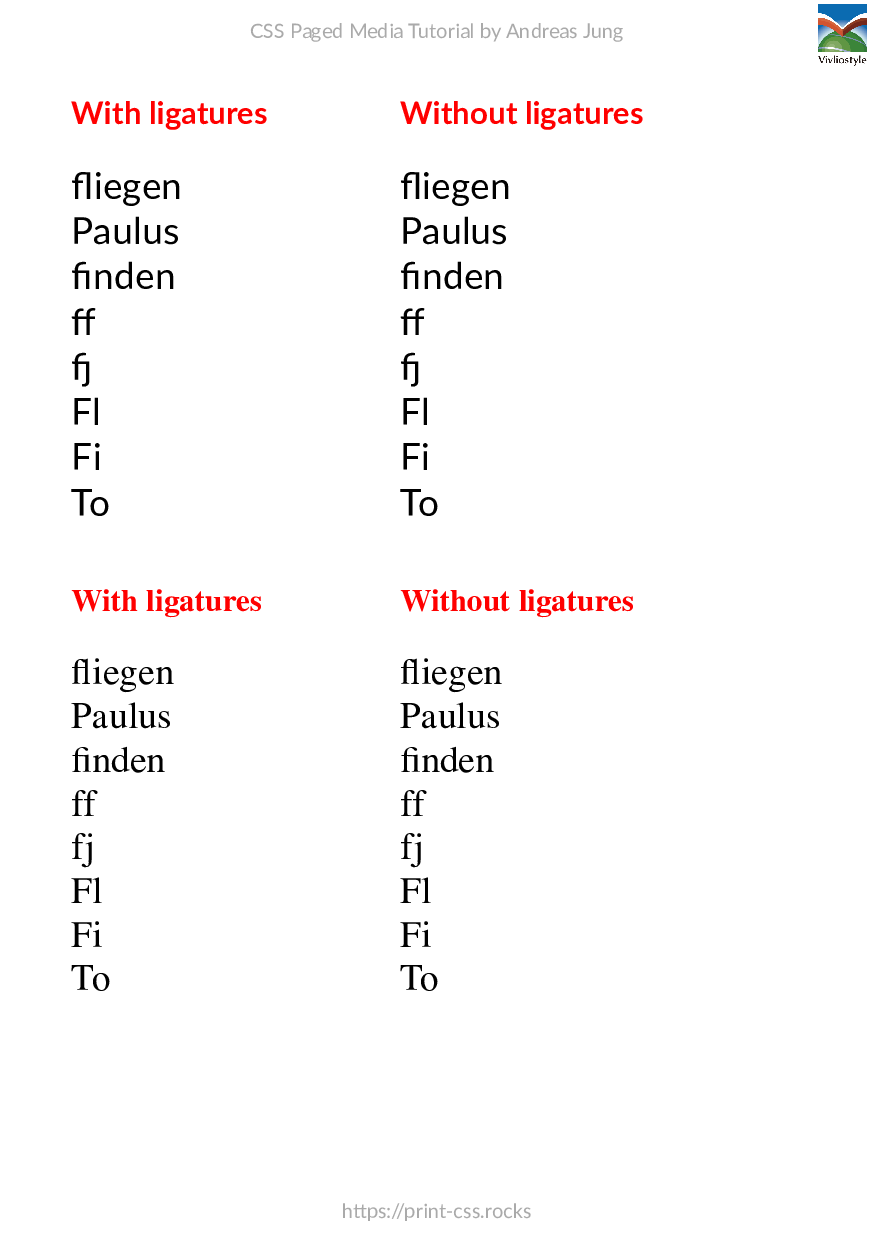 CSS Paged Media Tutorial by Andreas Jung
Vivliostyle
With ligatures
fliegen
Paulus
finden
ff
fj
Fl
Fi
To
Without ligatures
fliegen
Paulus
finden
ff
fj
Fl
Fi
To
With ligatures
fliegen
Paulus
finden
ff
fj
Fl
Fi
To
Without ligatures
fliegen
Paulus
finden
ff
fj
Fl
Fi
To
https://print-css.rocks